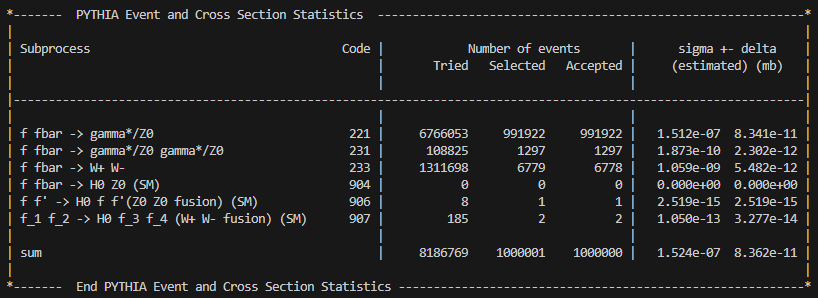 *-------  PYTHIA Event and Cross Section Statistics  -------------------------------------------------------------*
|                                                                                                                 |
| Subprocess                                    Code |            Number of events       |      sigma +- delta    |
|                                                    |       Tried   Selected   Accepted |     (estimated) (mb)   |
|                                                    |                                   |                        |
|-----------------------------------------------------------------------------------------------------------------|
|                                                    |                                   |                        |
| f fbar -> gamma*/Z0                            221 |     6766053     991922     991922 |   1.512e-07  8.341e-11 |
| f fbar -> gamma*/Z0 gamma*/Z0                  231 |      108825       1297       1297 |   1.873e-10  2.302e-12 |
| f fbar -> W+ W-                                233 |     1311698       6779       6778 |   1.059e-09  5.482e-12 |
| f fbar -> H0 Z0 (SM)                           904 |           0          0          0 |   0.000e+00  0.000e+00 |
| f f' -> H0 f f'(Z0 Z0 fusion) (SM)             906 |           8          1          1 |   2.519e-15  2.519e-15 |
| f_1 f_2 -> H0 f_3 f_4 (W+ W- fusion) (SM)      907 |         185          2          2 |   1.050e-13  3.277e-14 |
|                                                    |                                   |                        |
| sum                                                |     8186769    1000001    1000000 |   1.524e-07  8.362e-11 |
|                                                                                                                 |
*-------  End PYTHIA Event and Cross Section Statistics ----------------------------------------------------------*